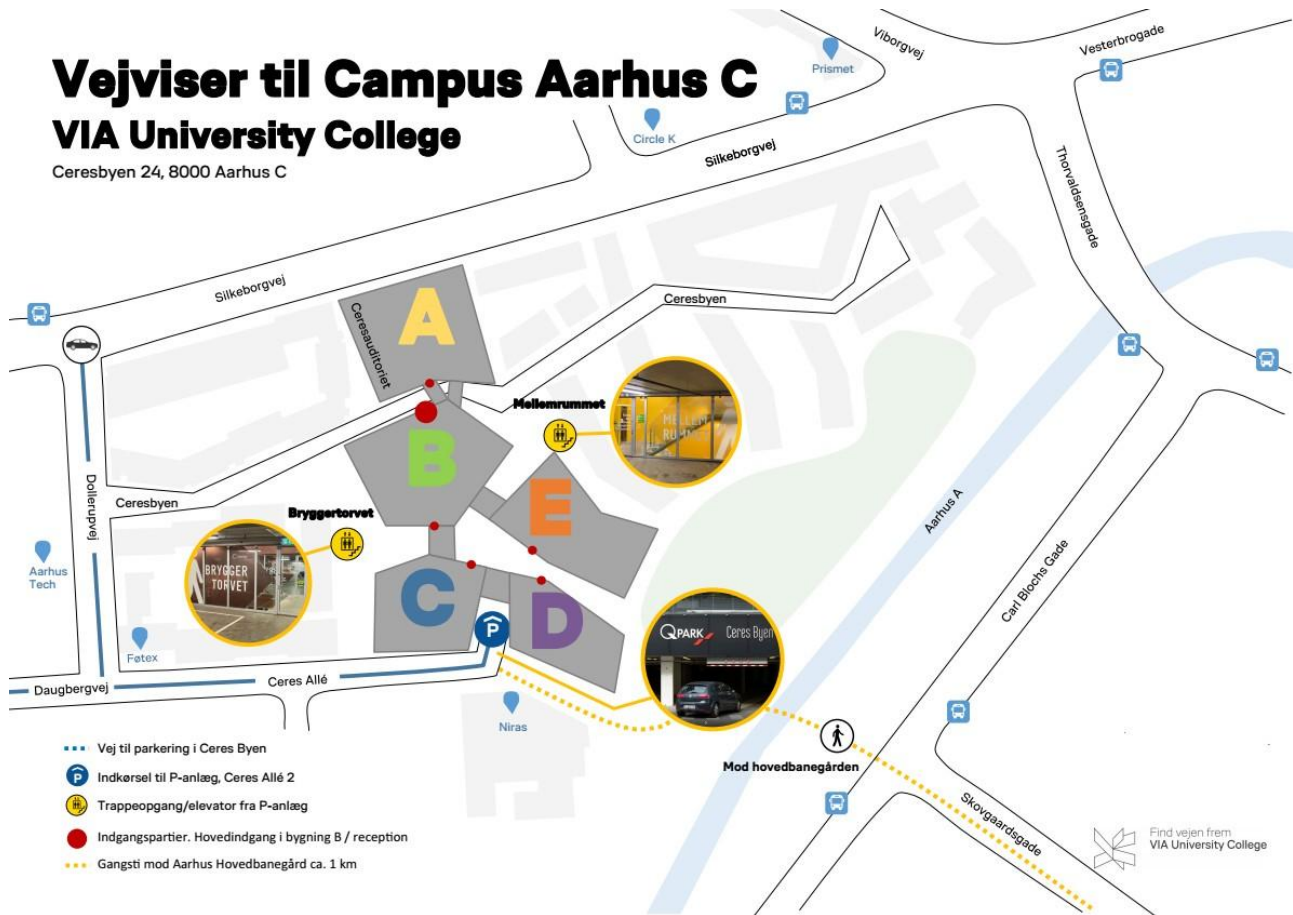 Vejviser til Campus Aarhus C
VIA University College
Ceresbyen 24, 8000 Aarhus C
Viborgvej
Vesterbrogade
Prismet
Circle K
Silkeborgvej
Thorvaldsensgade
Silkeborgvej
Ceresbyen
Ceresauditoriet
A
Mellemrummet
MELLEM
RUMMET
B
Dollerupvej
Ceresbyen
Bryggertorvet
E
BRYGGER
TORVET
Aarhus Å
Aarhus
Tech
C
D
P
QPARK
Ceres Byen
Carl Blochs Gade
Føtex
Ceres Allé
Daugbergvej
Niras
Mod hovedbanegården
Skovgaardsgade
Vej til parkering i Ceres Byen
P
Indkørsel til P-anlæg, Ceres Allé 2
Trappeopgang/elevator fra P-anlæg
Indgangspartier. Hovedindgang i bygning B / reception
Gangsti mod Aarhus Hovedbanegård ca. 1 km
Find vejen frem
VIA University College